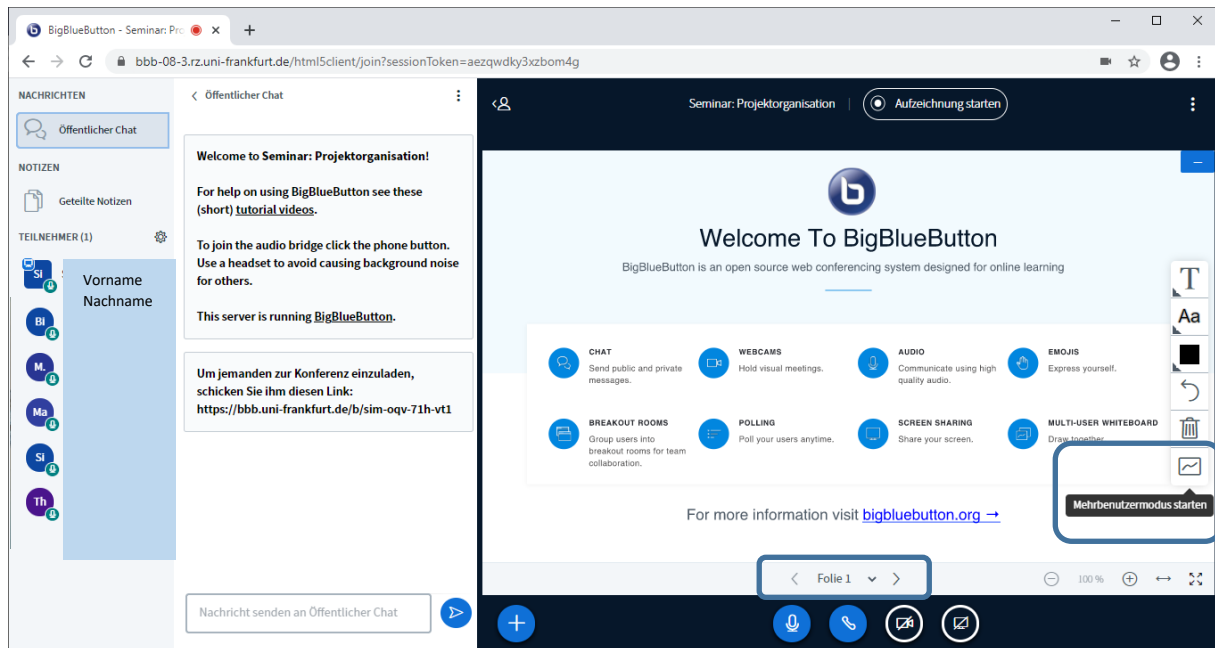 BigBlueButton - Seminar: Pro
bbb-08-3.rz.uni-frankfurt.de/html5client/join?sessionToken=aezqwdky3xzbom4g
NACHRICHTEN
Öffentlicher Chat
NOTIZEN
Geteilte Notizen
TEILNEHMER (1)
SI
Vorname
Nachname
BI
M.
Ma
SI
Th
Öffentlicher Chat
Welcome to Seminar: Projektorganisation!
For help on using BigBlueButton see these
(short) tutorial videos.
To join the audio bridge click the phone button.
Use a headset to avoid causing background noise
for others.
This server is running BigBlueButton.
Um jemanden zur Konferenz einzuladen,
schicken Sie ihm diesen Link:
https://bbb.uni-frankfurt.de/b/sim-oqv-71h-vt1
Nachricht senden an Öffentlicher Chat
Seminar: Projektorganisation
Aufzeichnung starten
Welcome To BigBlueButton
BigBlueButton is an open source web conferencing system designed for online learning
CHAT
Send public and private
messages.
WEBCAMS
Hold visual meetings.
AUDIO
Communicate using high
quality audio.
EMOJIS
Express yourself.
BREAKOUT ROOMS
Group users into
breakout rooms for team
collaboration.
POLLING
Poll your users anytime.
SCREEN SHARING
Share your screen.
MULTI-USER WHITEBOARD
Draw together.
For more information visit bigbluebutton.org →
T
Aa
Mehrbenutzermodus starten
Folie 1
100 %